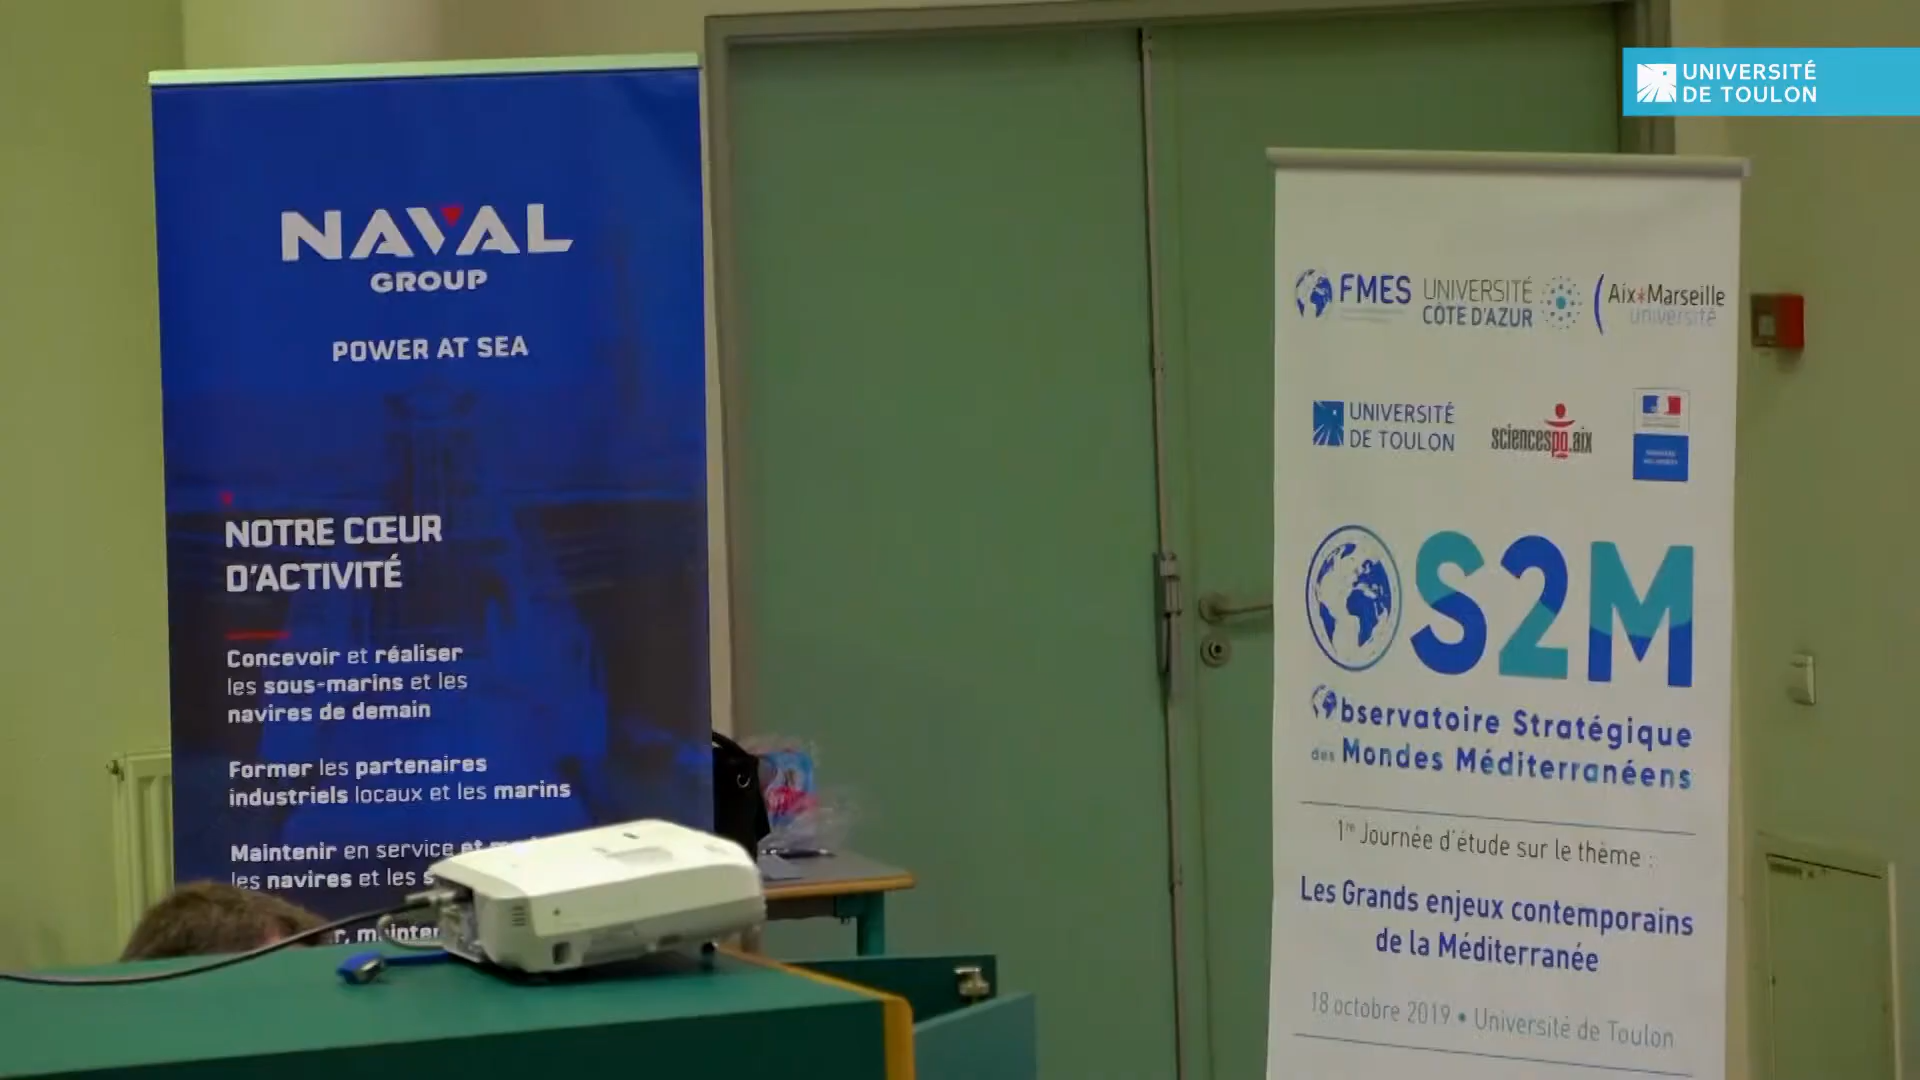 NAVAL
GROUP
POWER AT SEA
NOTRE CŒUR
D'ACTIVITÉ
Concevoir et réaliser
les sous-marins et les
navires de demain
Former les partenaires
industriels locaux et les marins
Maintenir en service et
les navires et les
UNIVERSITÉ
DE TOULON
FMES
UNIVERSITÉ
CÔTE D'AZUR
Aix*Marseille
université
UNIVERSITÉ
DE TOULON
sciencespo.aix
OS2M
Observatoire Stratégique
des Mondes Méditerranéens
1re Journée d'étude sur le thème :
Les Grands enjeux contemporains
de la Méditerranée
18 octobre 2019 • Université de Toulon